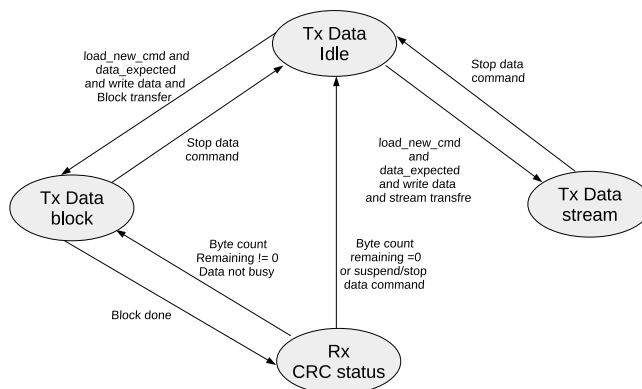 Tx Data
Idle
load_new_cmd and
data_expected
and write data and
Block transfer
Stop data
command
Stop data
command
load_new_cmd
and
data_expected
and write data
and stream transfre
Tx Data
block
Tx Data
stream
Byte count
Remaining != 0
Data not busy
Byte count
remaining =0
or suspend/stop
data command
Block done
Rx
CRC status